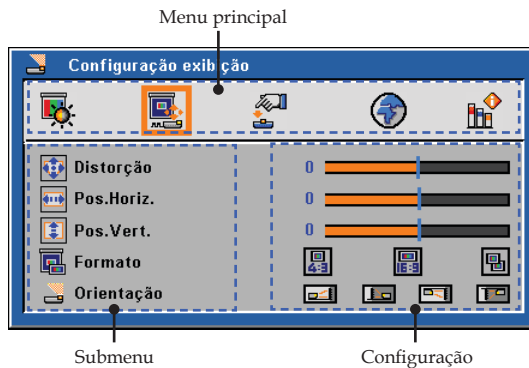 Menu principal
Configuração exibição
Distorção 0
Pos.Horiz. 0
Pos.Vert. 0
Formato 4:3 16:9
Orientação
Submenu Configuração